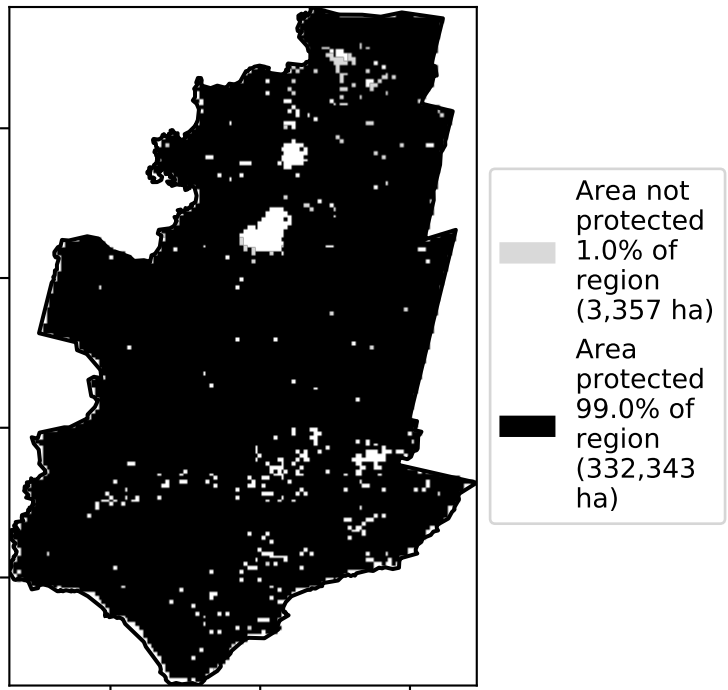 Area not
protected
1.0% of
region
(3,357 ha)
Area
protected
99.0% of
region
(332,343
ha)